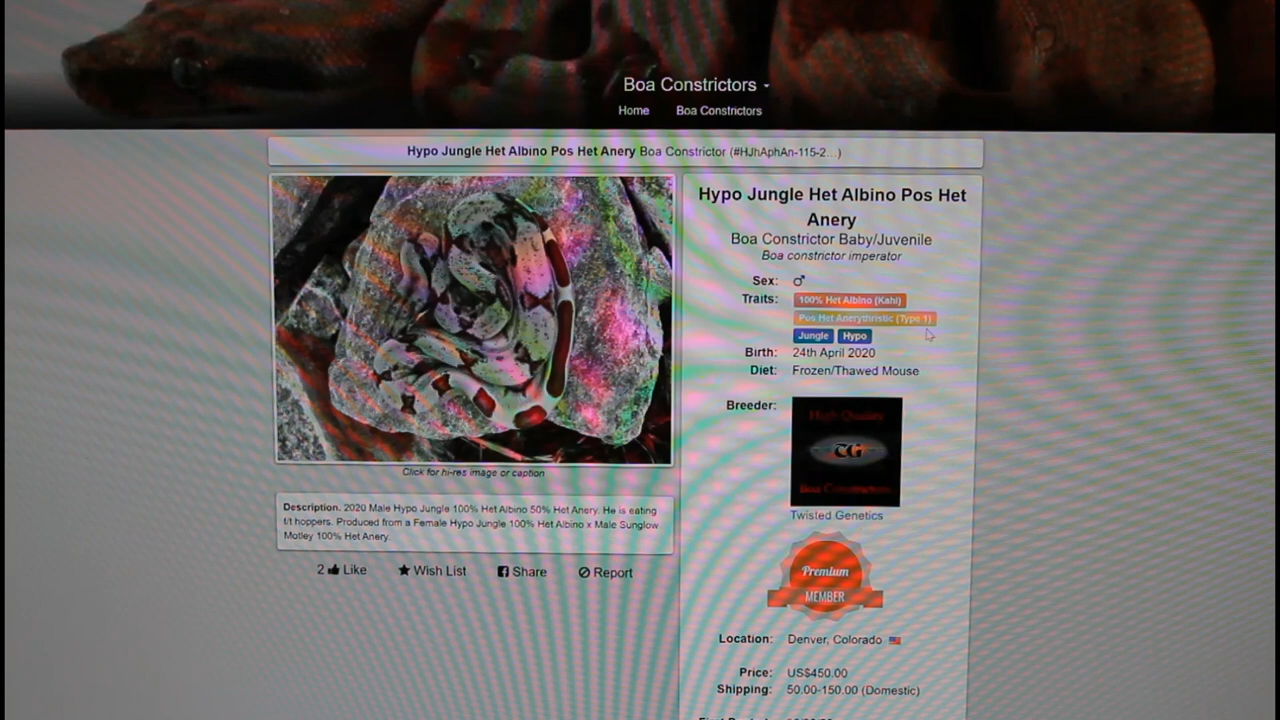 Boa Constrictors
Home Boa Constrictors
Hypo Jungle Het Albino Pos Het Anery Boa Constrictor (#HJhAphAn-115-2...)
Click for hi-res image or caption
Description. 2020 Male Hypo Jungle 100% Het Albino 50% Het Anery. He is eating
f/t hoppers. Produced from a Female Hypo Jungle 100% Het Albino x Male Sunglow
Motley 100% Het Anery.
2 Like Wish List Share Report
Hypo Jungle Het Albino Pos Het
Anery
Boa Constrictor Baby/Juvenile
Boa constrictor imperator
Sex: ♂
Traits: 100% Het Albino (Kahl)
Pos Het Anerythristic (Type 1)
Jungle Hypo
Birth: 24th April 2020
Diet: Frozen/Thawed Mouse
Breeder:
High Quality
TG
Boa Constrictors
Twisted Genetics
Premium
MEMBER
Location: Denver, Colorado
Price: US$450.00
Shipping: 50.00-150.00 (Domestic)